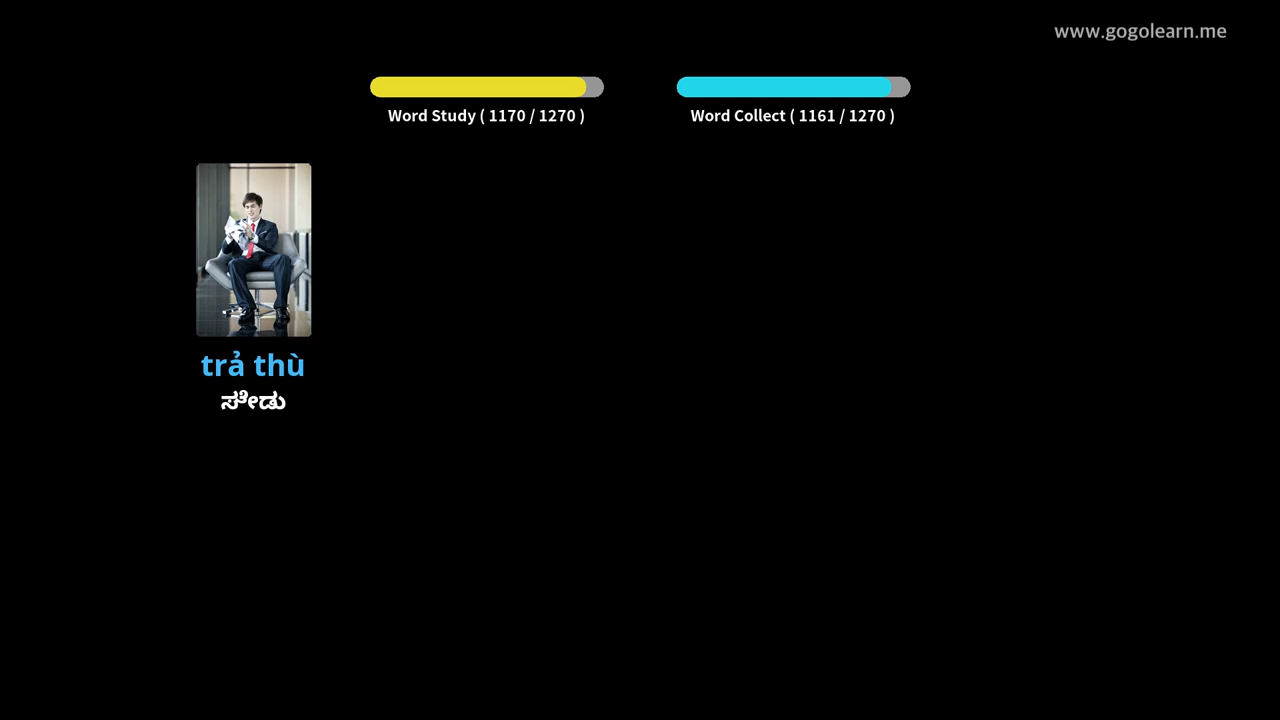 www.gogolearn.me
Word Study ( 1170 / 1270 )
Word Collect ( 1161 / 1270 )
trả thù
ಸೇಡು